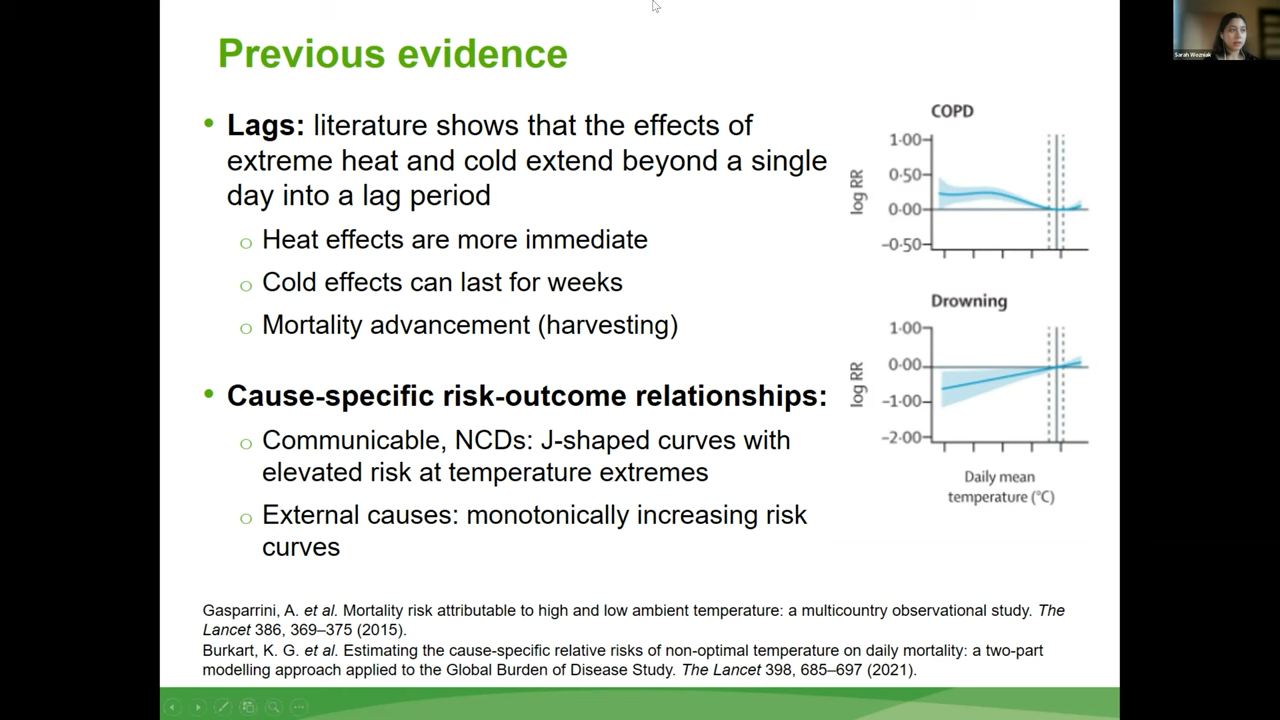 Previous evidence
• Lags: literature shows that the effects of
extreme heat and cold extend beyond a single
day into a lag period
o Heat effects are more immediate
o Cold effects can last for weeks
o Mortality advancement (harvesting)
• Cause-specific risk-outcome relationships:
o Communicable, NCDs: J-shaped curves with
elevated risk at temperature extremes
o External causes: monotonically increasing risk
curves
COPD
1·00
0·50
0·00
–0·50
log RR
Drowning
1·00
0·00
–1·00
–2·00
log RR
Daily mean
temperature (°C)
Gasparrini, A. et al. Mortality risk attributable to high and low ambient temperature: a multicountry observational study. The
Lancet 386, 369–375 (2015).
Burkart, K. G. et al. Estimating the cause-specific relative risks of non-optimal temperature on daily mortality: a two-part
modelling approach applied to the Global Burden of Disease Study. The Lancet 398, 685–697 (2021).
Sarah Wozniak